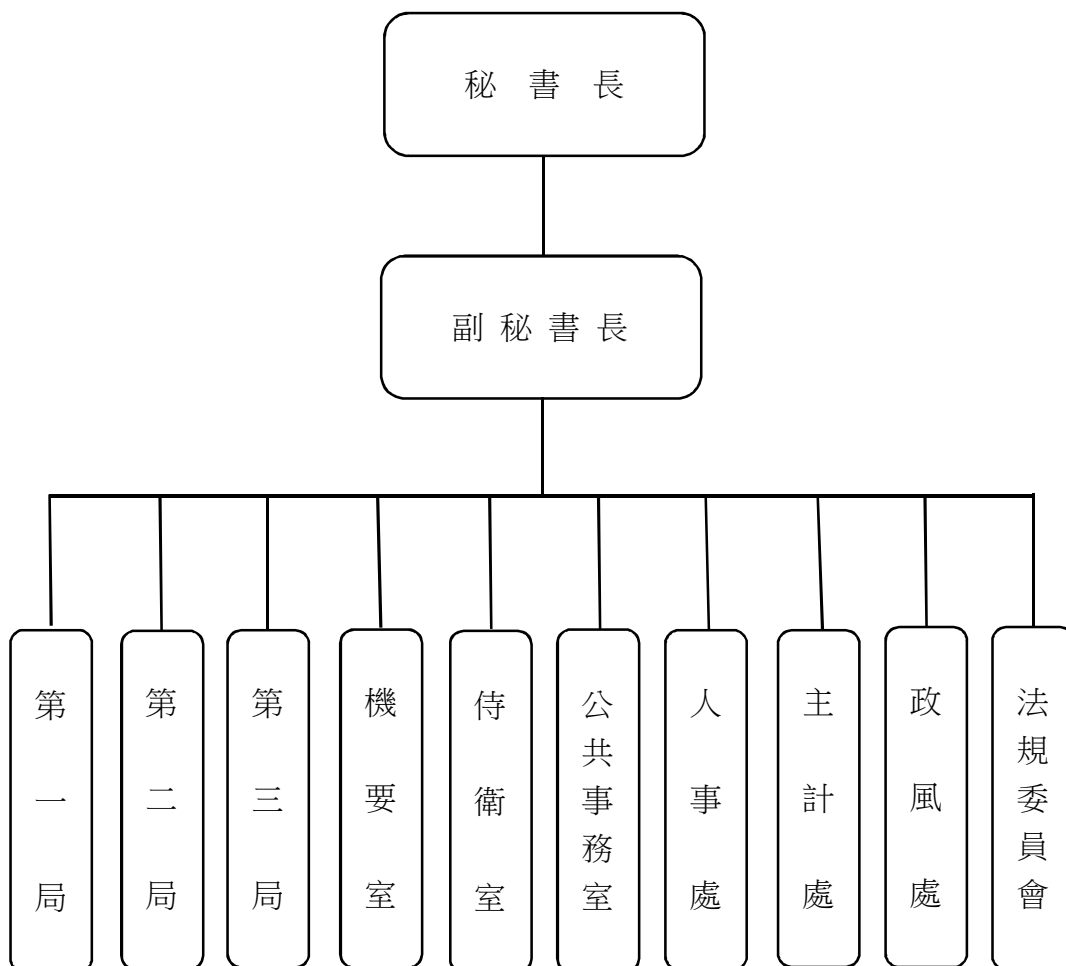 秘書長
副秘書長
第一局
第二局
第三局
機要室
侍衛室
公共事務室
人事處
主計處
政風處
法規委員會